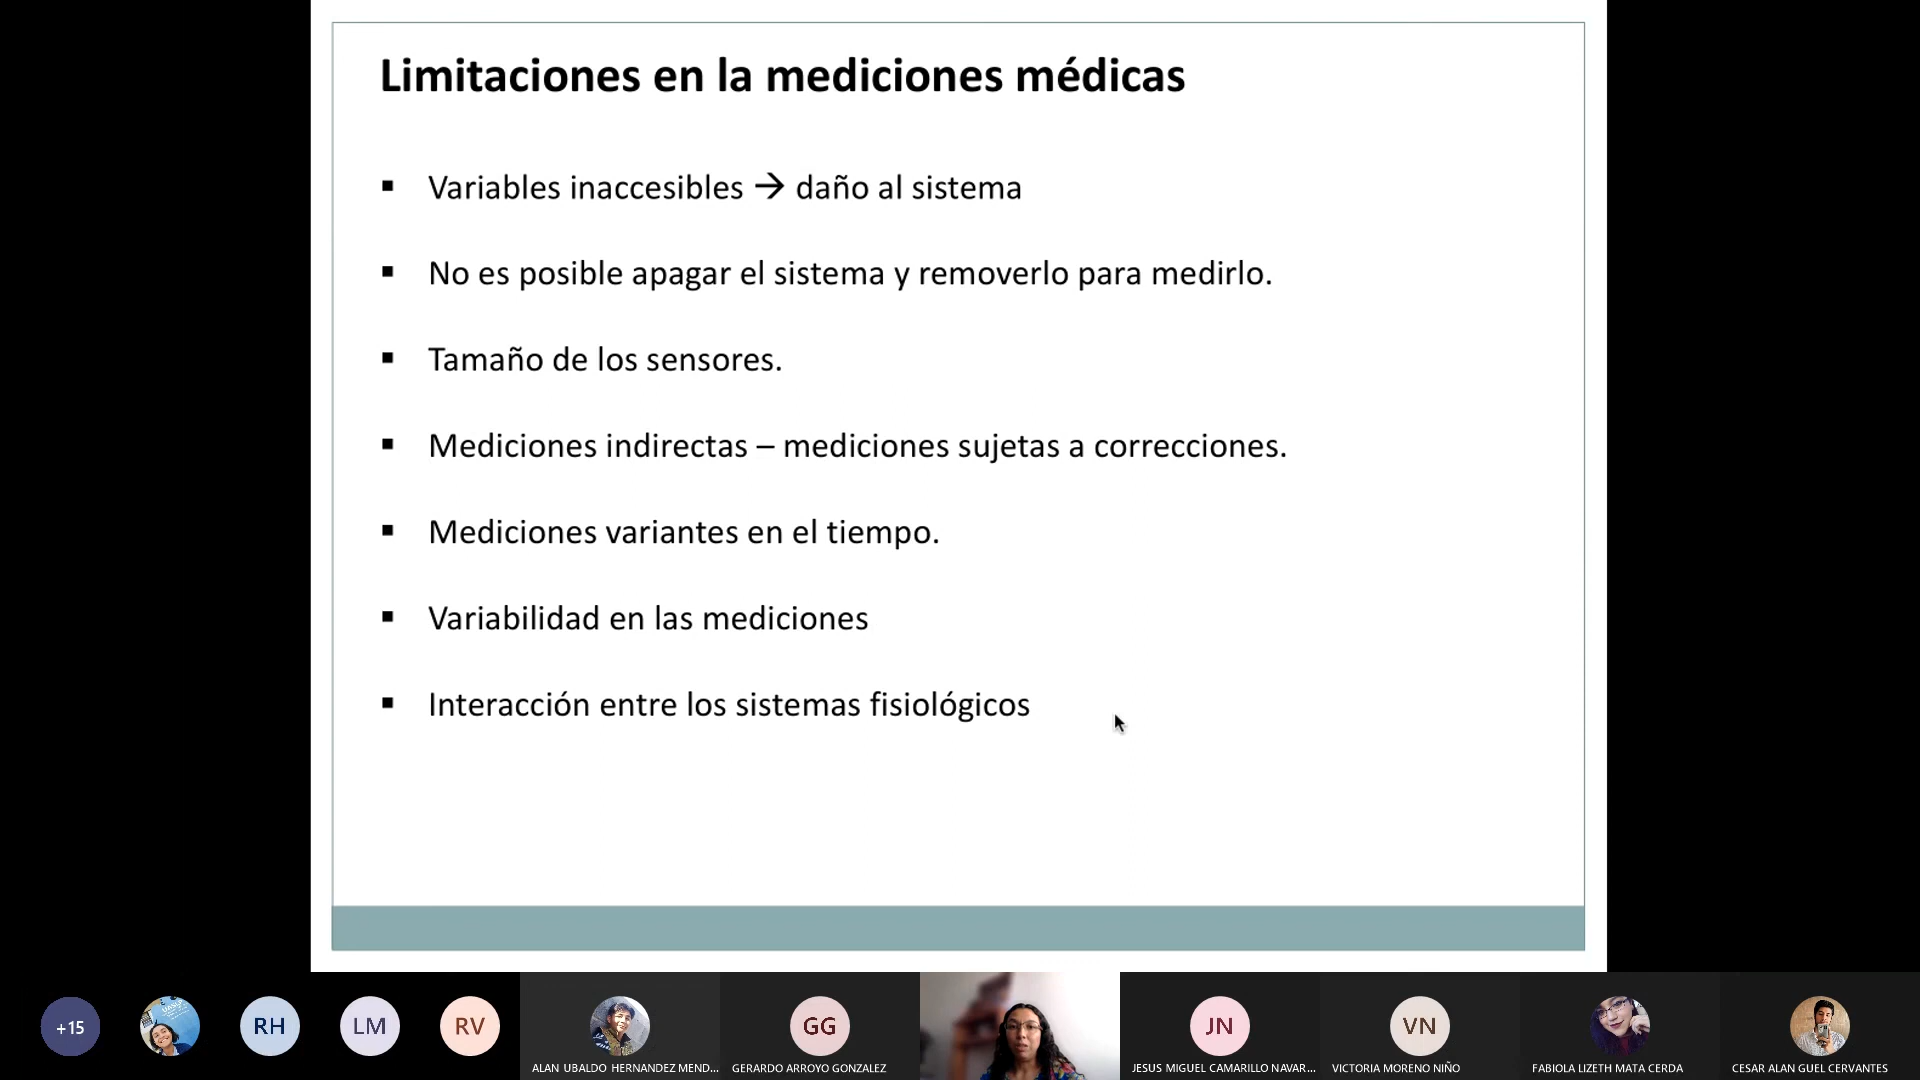 Limitaciones en la mediciones médicas
▪ Variables inaccesibles → daño al sistema
▪ No es posible apagar el sistema y removerlo para medirlo.
▪ Tamaño de los sensores.
▪ Mediciones indirectas – mediciones sujetas a correcciones.
▪ Mediciones variantes en el tiempo.
▪ Variabilidad en las mediciones
▪ Interacción entre los sistemas fisiológicos
+15
RH
LM
RV
GG
JN
VN
ALAN UBALDO HERNANDEZ MEND...
GERARDO ARROYO GONZALEZ
JESUS MIGUEL CAMARILLO NAVAR...
VICTORIA MORENO NIÑO
FABIOLA LIZETH MATA CERDA
CESAR ALAN GUEL CERVANTES